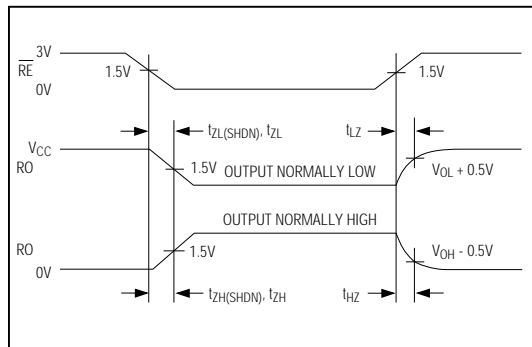 3V
RE
1.5V
1.5V
0V
tZL(SHDN), tZL
tLZ
VCC
RO
1.5V
OUTPUT NORMALLY LOW
VOL + 0.5V
OUTPUT NORMALLY HIGH
RO
1.5V
VOH - 0.5V
0V
tZH(SHDN), tZH
tHZ